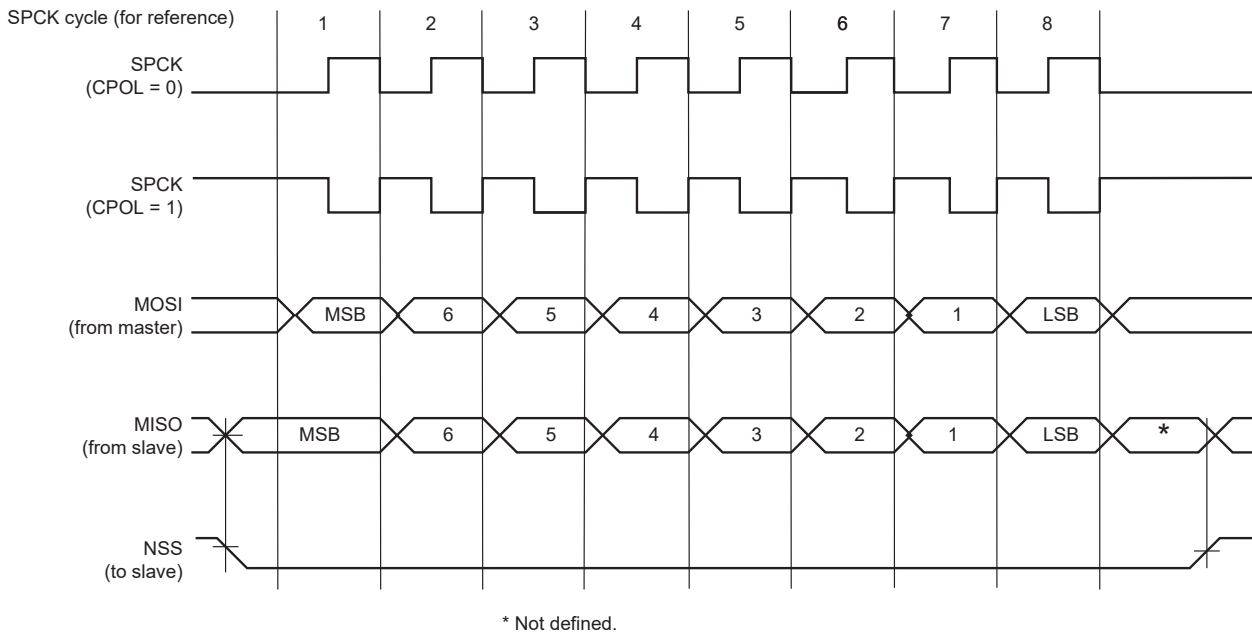 SPCK cycle (for reference)
1 2 3 4 5 6 7 8
SPCK
(CPOL = 0)
SPCK
(CPOL = 1)
MOSI
(from master)
MSB 6 5 4 3 2 1 LSB
MISO
(from slave)
MSB 6 5 4 3 2 1 LSB *
NSS
(to slave)
* Not defined.